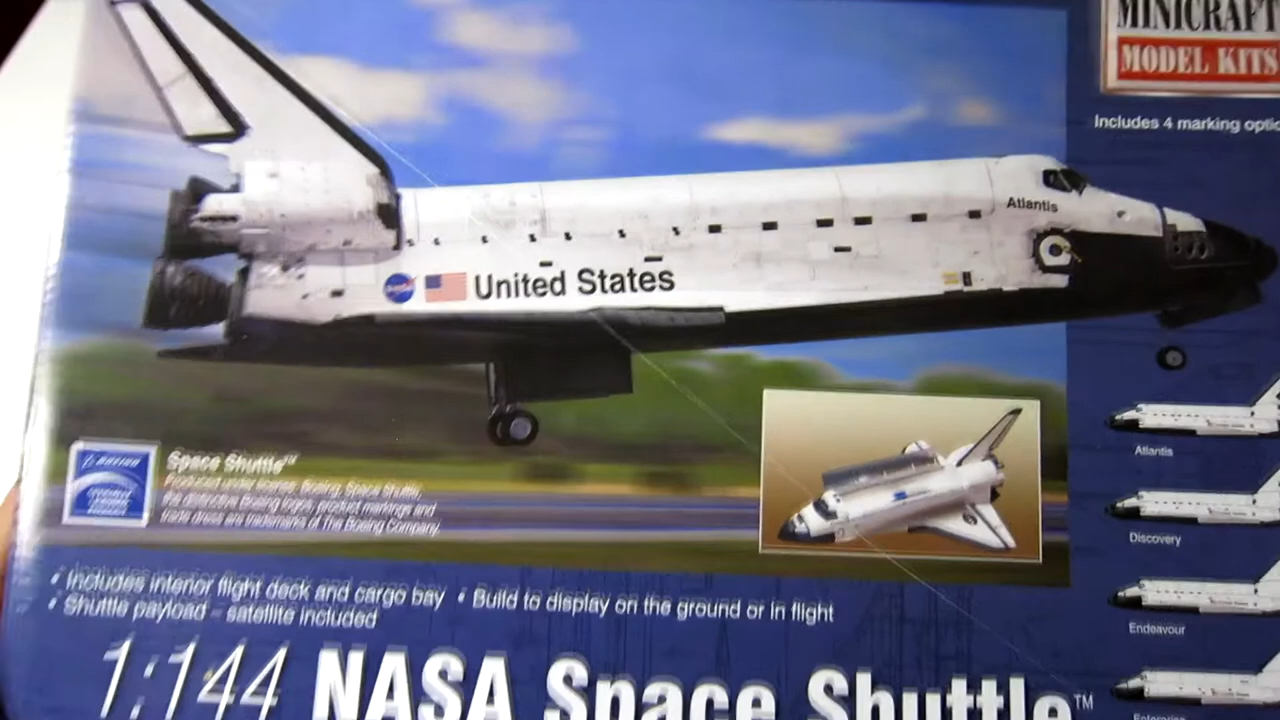 MINICRAFT
MODEL KITS
Includes 4 marking optio
Atlantis
United States
Space Shuttle™
Produced under license. Boeing, Space Shuttle,
the distinctive Boeing logos, product markings and
trade dress are trademarks of The Boeing Company.
Atlantis
Discovery
Endeavour
Enterprise
• Includes interior flight deck and cargo bay • Build to display on the ground or in flight
• Shuttle payload – satellite included
1:144 NASA Space Shuttle™